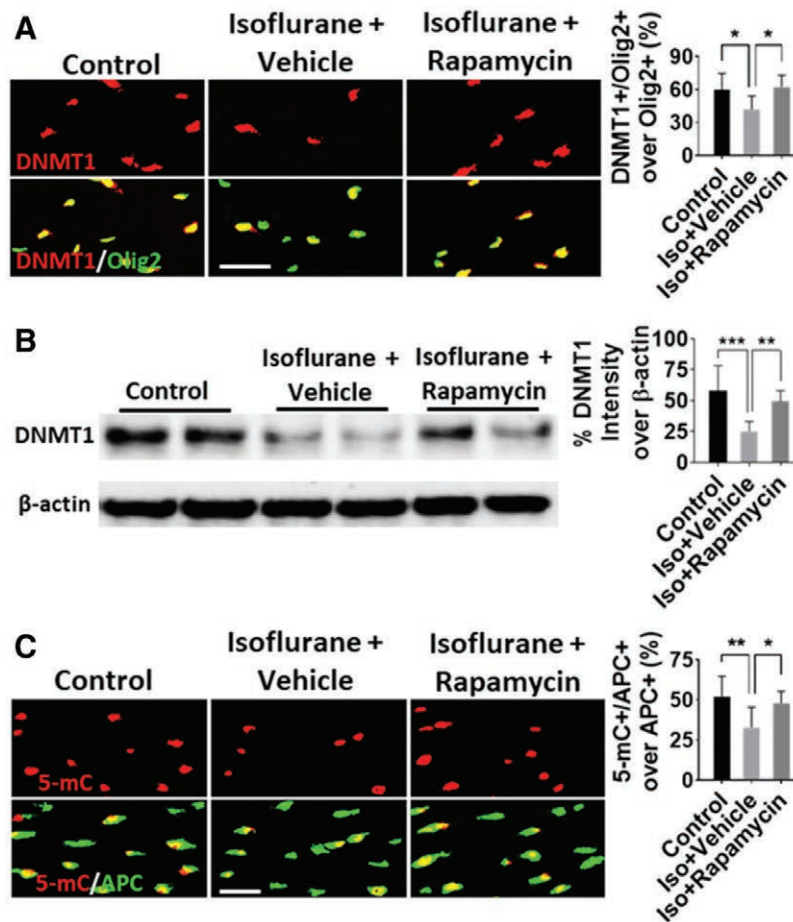 A
Control
Isoflurane +
Vehicle
Isoflurane +
Rapamycin
DNMT1
DNMT1/Olig2
DNMT1+/Olig2+
over Olig2+ (%)
90
60
30
0
*
*
Control
Iso+Vehicle
Iso+Rapamycin
B
Control
Isoflurane +
Vehicle
Isoflurane +
Rapamycin
DNMT1
β-actin
% DNMT1
Intensity
over β-actin
100
75
50
25
0
***
**
Control
Iso+Vehicle
Iso+Rapamycin
C
Control
Isoflurane +
Vehicle
Isoflurane +
Rapamycin
5-mC
5-mC/APC
5-mC+/APC+
over APC+ (%)
75
50
25
0
**
*
Control
Iso+Vehicle
Iso+Rapamycin